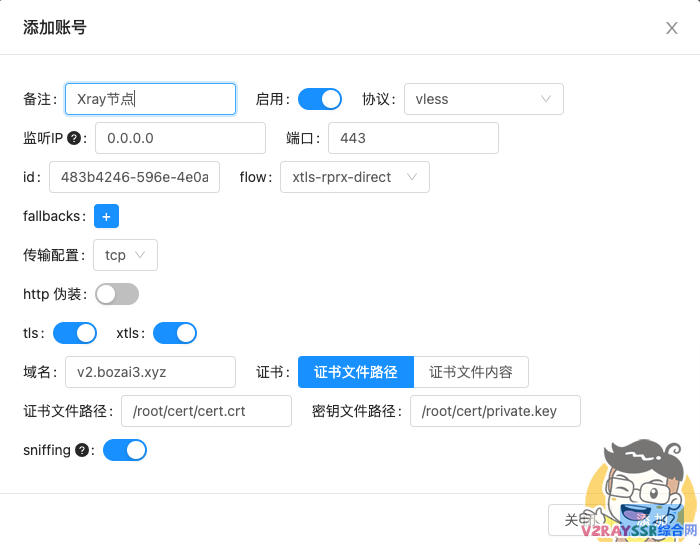 添加账号
备注: Xray节点 启用: 协议: vless
监听IP ?: 0.0.0.0 端口: 443
id: 483b4246-596e-4e0a flow: xtls-rprx-direct
fallbacks: +
传输配置: tcp
http 伪装:
tls: xtls:
域名: v2.bozai3.xyz 证书: 证书文件路径 证书文件内容
证书文件路径: /root/cert/cert.crt 密钥文件路径: /root/cert/private.key
sniffing ?:
关 添加
V2RAYSSR综合网